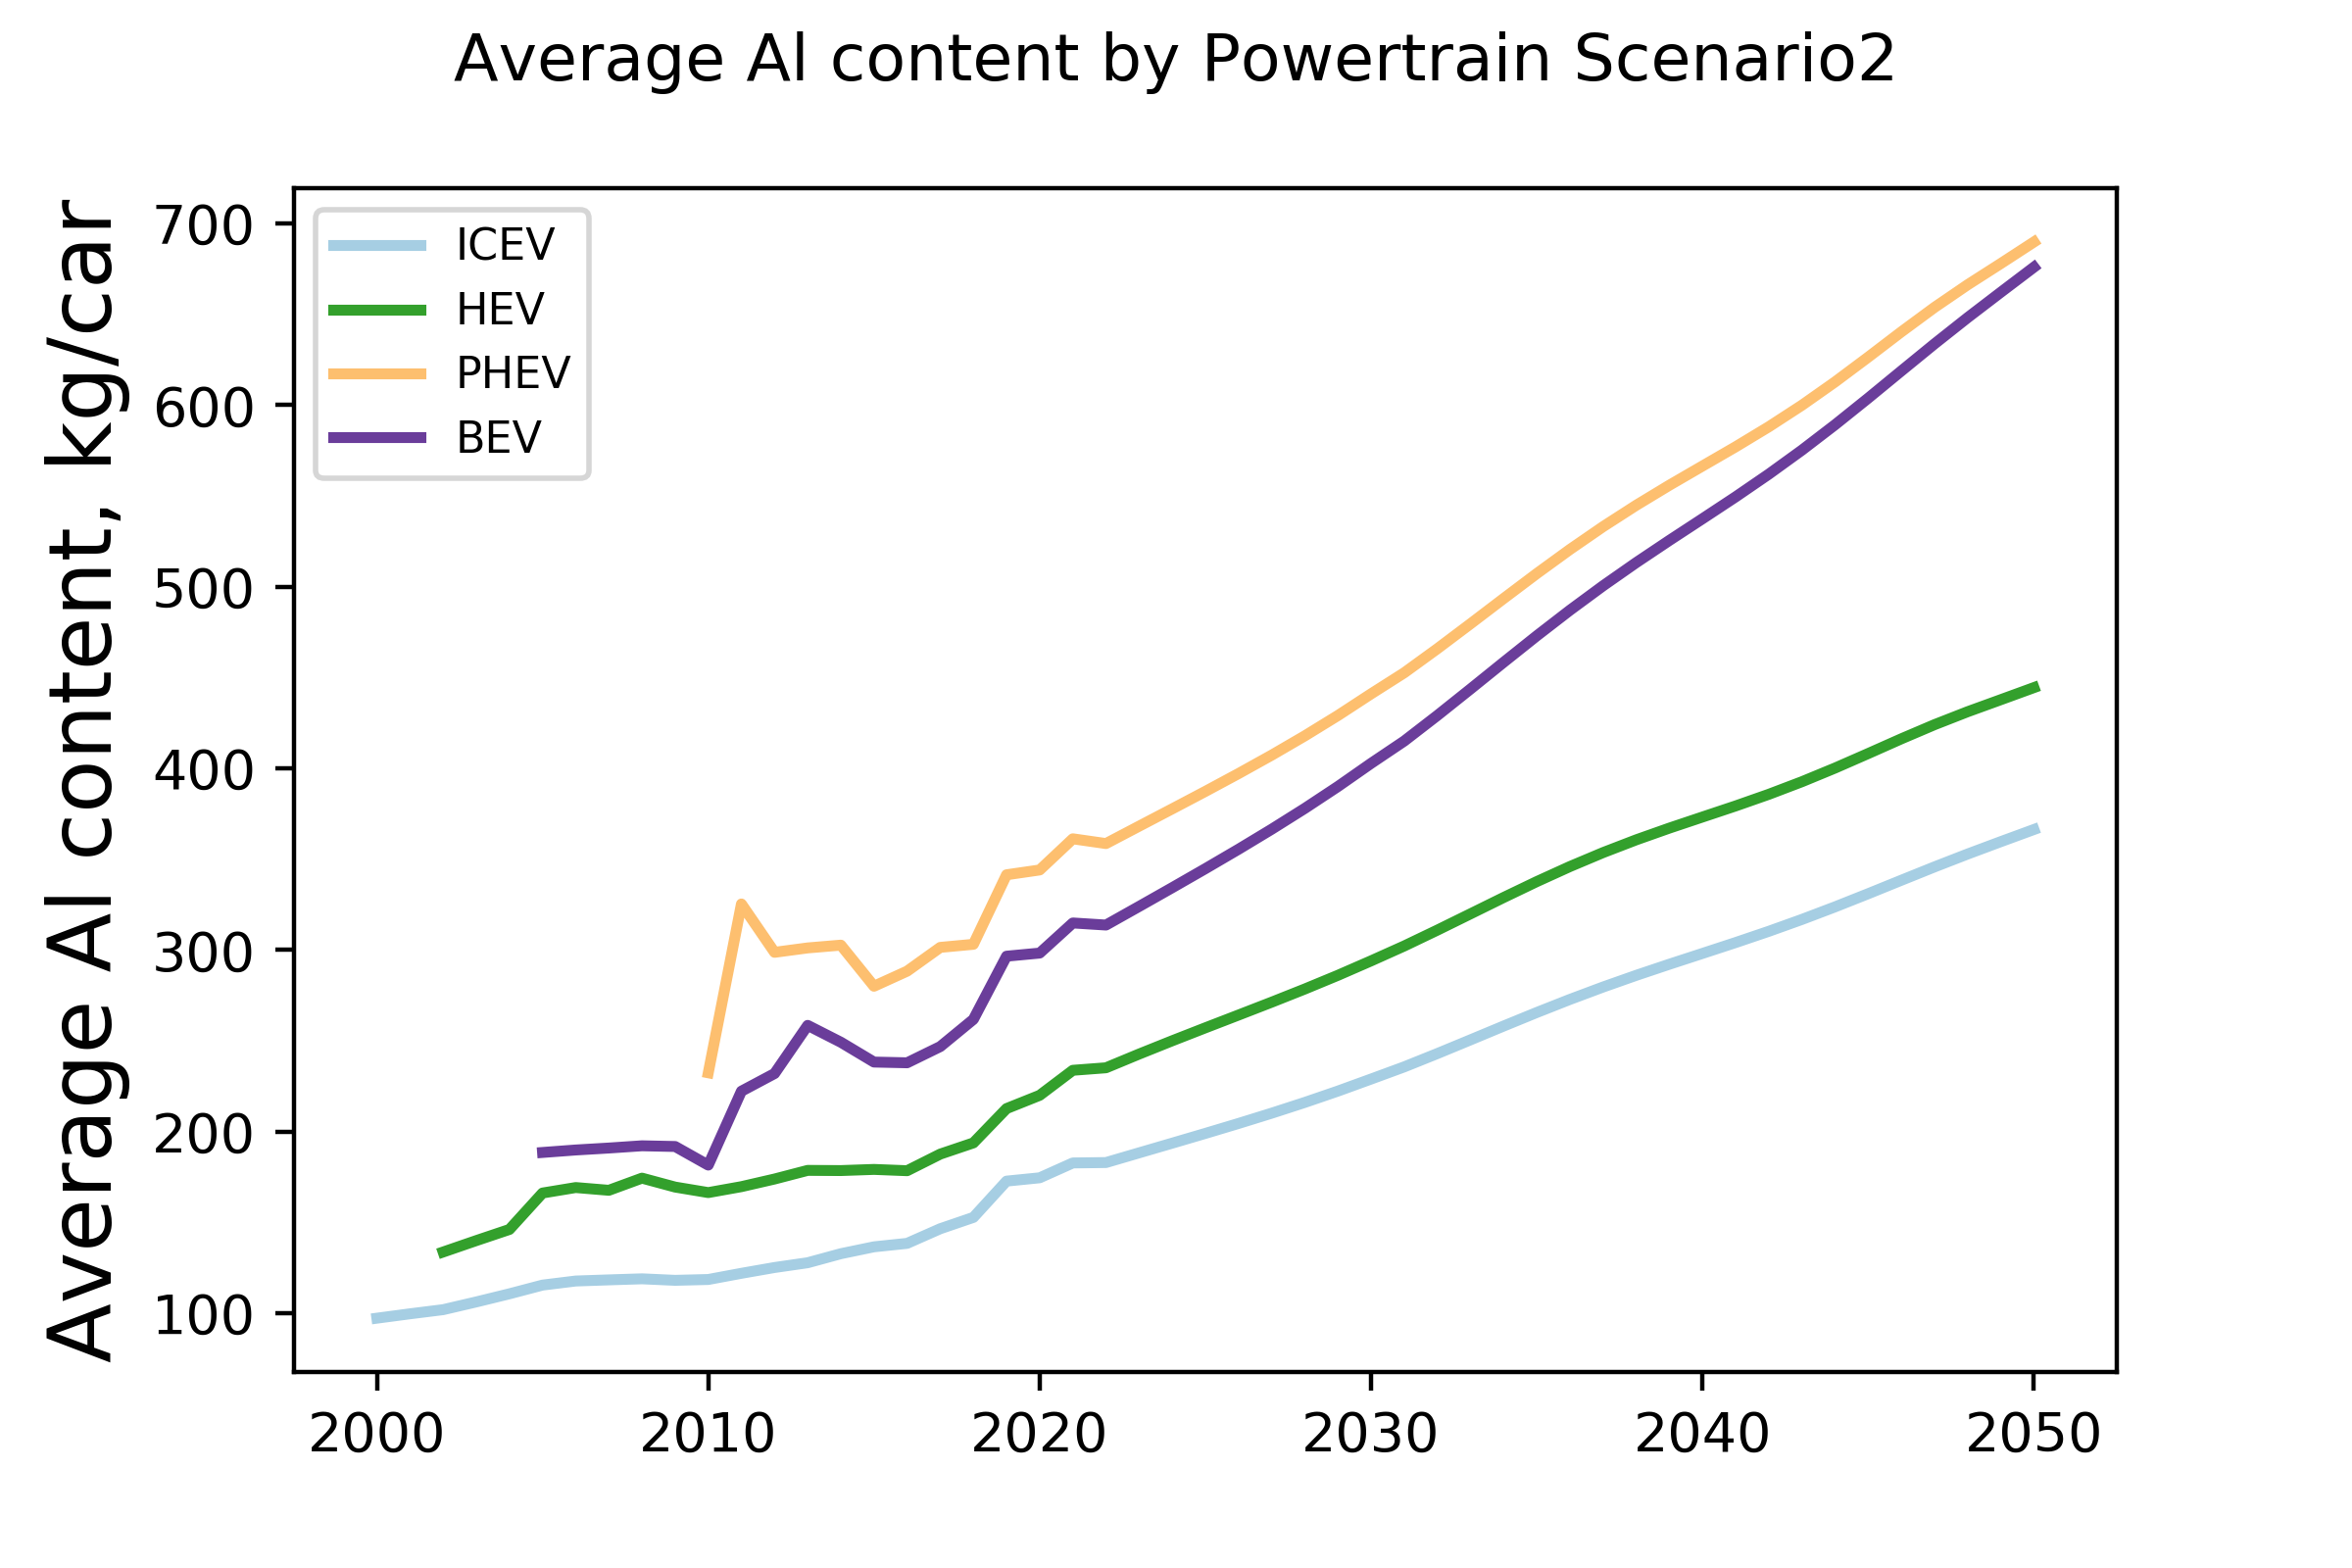 Average Al content by Powertrain Scenario2
Average Al content, kg/car
700
600
500
400
300
200
100
ICEV
HEV
PHEV
BEV
2000
2010
2020
2030
2040
2050